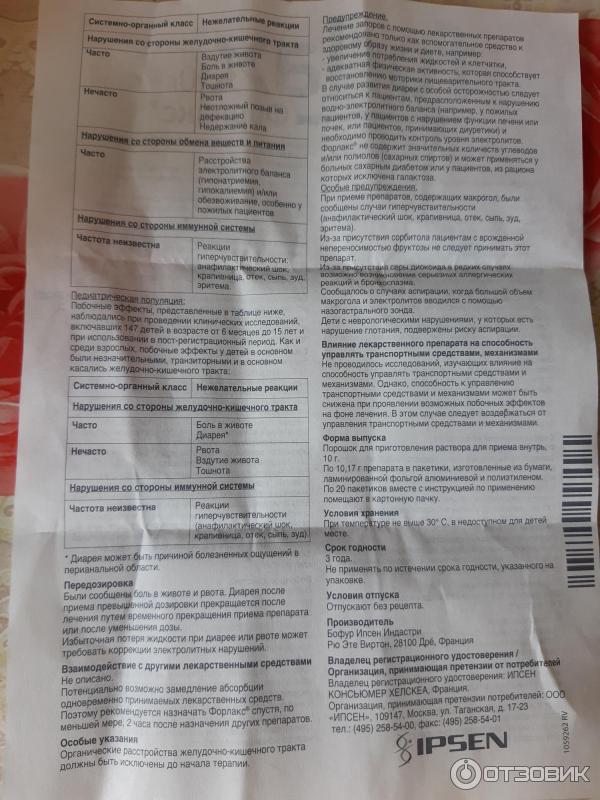 Системно-органный класс Нежелательные реакции
Нарушения со стороны желудочно-кишечного тракта
Часто Вздутие живота
Боль в животе
Диарея
Тошнота
Нечасто Рвота
Неотложный позыв на
дефекацию
Недержание кала
Нарушения со стороны обмена веществ и питания
Часто Расстройства
электролитного баланса
(гипонатриемия,
гипокалиемия) и/или
обезвоживание, особенно у
пожилых пациентов
Нарушения со стороны иммунной системы
Частота неизвестна Реакции
гиперчувствительности:
анафилактический шок,
крапивница, отек, сыпь, зуд,
эритема.
Педиатрическая популяция:
Побочные эффекты, представленные в таблице ниже,
наблюдались при проведении клинических исследований,
включавших 147 детей в возрасте от 6 месяцев до 15 лет и
при использовании в пост-регистрационный период. Как и
среди взрослых, побочные эффекты у детей в основном
были незначительными, транзиторными и в основном
касались желудочно-кишечного тракта:
Системно-органный класс Нежелательные реакции
Нарушения со стороны желудочно-кишечного тракта
Часто Боль в животе
Диарея*
Нечасто Рвота
Вздутие живота
Тошнота
Нарушения со стороны иммунной системы
Частота неизвестна Реакции
гиперчувствительности
(анафилактический шок,
крапивница, отек, сыпь, зуд)
* Диарея может быть причиной болезненных ощущений в
перианальной области.
Передозировка
Были сообщены боль в животе и рвота. Диарея после
приема превышенной дозировки прекращается после
лечения путем временного прекращения приема препарата
или после уменьшения дозы.
Избыточная потеря жидкости при диарее или рвоте может
требовать коррекции электролитных нарушений.
Взаимодействие с другими лекарственными средствами
Не описано.
Потенциально возможно замедление абсорбции
одновременно принимаемых лекарственных средств.
Поэтому рекомендуется назначать Форлакс® спустя, по
меньшей мере, 2 часа после назначения других препаратов.
Особые указания
Органические расстройства желудочно-кишечного тракта
должны быть исключены до начала терапии.
Предупреждение.
Лечение запоров с помощью лекарственных препаратов
рекомендовано только как вспомогательное средство к
здоровому образу жизни и диете, например:
- увеличение потребления жидкостей и клетчатки,
- адекватная физическая активность, которая способствует
восстановлению моторики пищеварительного тракта.
В случае развития диареи с особой осторожностью следует
относиться к пациентам, предрасположенным к нарушению
водно-электролитного баланса (например, у пожилых
пациентов, у пациентов с нарушением функции печени или
почек, или пациентов, принимающих диуретики) и
необходимо проводить контроль уровня электролитов.
Форлакс® не содержит значительных количеств углеводов
и/или полиолов (сахарных спиртов) и может применяться у
больных сахарным диабетом или у пациентов, из рациона
которых исключена галактоза.
Особые предупреждения.
При приеме препаратов, содержащих макрогол, были
сообщены случаи гиперчувствительности
(анафилактический шок, крапивница, отек, сыпь, зуд,
эритема).
Из-за присутствия сорбитола пациентам с врожденной
непереносимостью фруктозы не следует принимать этот
препарат.
Из-за присутствия серы диоксида в редких случаях
возможно возникновение серьезных аллергических
реакций и бронхоспазма.
Сообщалось о случаях аспирации, когда большой объем
макрогола и электролитов вводился с помощью
назогастрального зонда.
Дети с неврологическими нарушениями, у которых есть
нарушение глотания, подвержены риску аспирации.
Влияние лекарственного препарата на способность
управлять транспортными средствами, механизмами
Не проводилось исследований, изучающих влияние на
способность управлять транспортными средствами и
механизмами. Однако, способность к управлению
транспортными средствами и механизмами может быть
снижена при проявлении возможных побочных эффектов
на фоне лечения. В этом случае следует воздержаться от
управления транспортными средствами и механизмами.
Форма выпуска
Порошок для приготовления раствора для приема внутрь,
10 г.
По 10,17 г препарата в пакетики, изготовленные из бумаги,
ламинированной фольгой алюминиевой и полиэтиленом.
По 20 пакетиков вместе с инструкцией по применению
помещают в картонную пачку.
Условия хранения
При температуре не выше 30° С, в недоступном для детей
месте.
Срок годности
3 года.
Не применять по истечении срока годности, указанного на
упаковке.
Условия отпуска
Отпускают без рецепта.
Производитель
Бофур Ипсен Индастри
Рю Эте Виртон, 28100 Дрё, Франция
Владелец регистрационного удостоверения /
Организация, принимающая претензии от потребителей
Владелец регистрационного удостоверения: ИПСЕН
КОНСЬЮМЕР ХЕЛСКЕА, Франция.
Организация, принимающая претензии потребителей: ООО
«ИПСЕН», 109147, Москва, ул. Таганская, д. 17-23
тел.: (495) 258-54-00, факс: (495) 258-54-01
IPSEN
1059262 RV
ОТЗОВИК